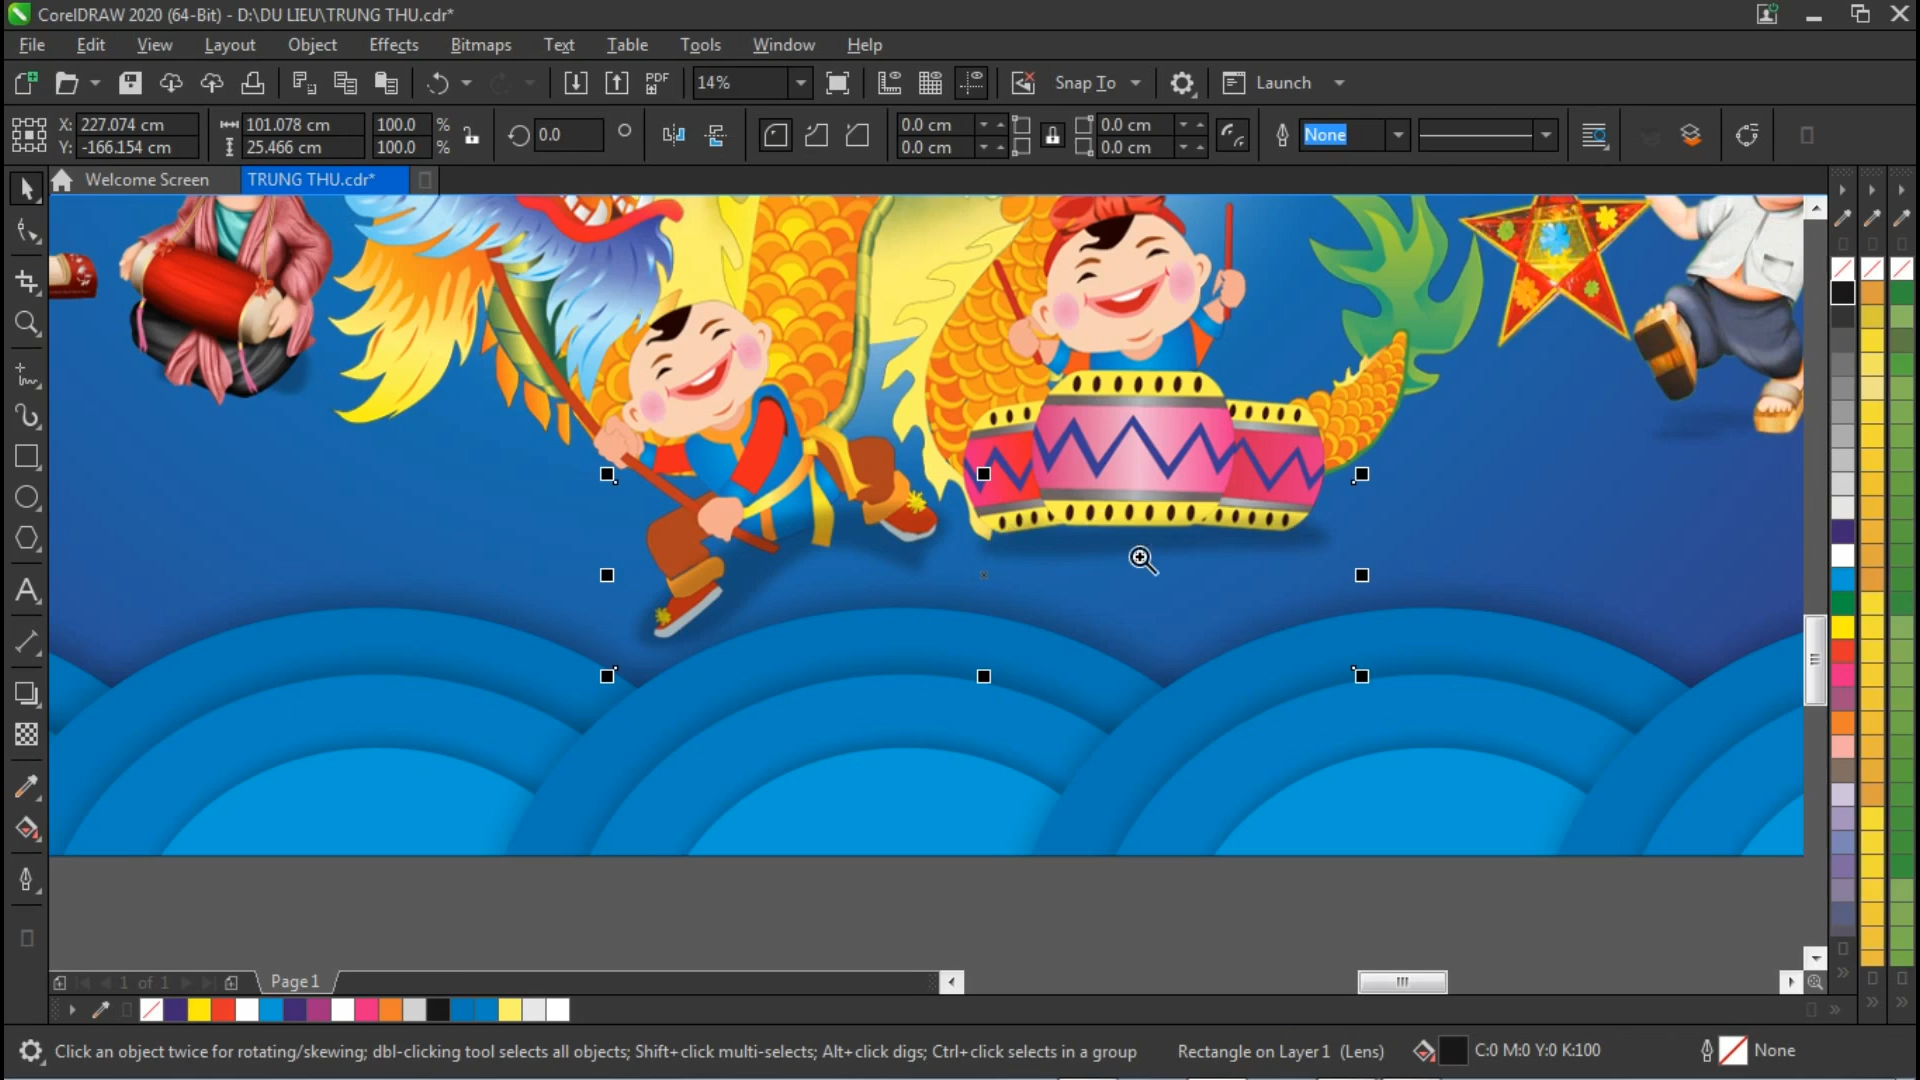 CorelDRAW 2020 (64-Bit) - D:\DU LIEU\TRUNG THU.cdr*
File Edit View Layout Object Effects Bitmaps Text Table Tools Window Help
PDF 14% Snap To Launch
X: 227.074 cm 101.078 cm 100.0 % 0.0 0.0 cm 0.0 cm None
Y: -166.154 cm 25.466 cm 100.0 % 0.0 cm 0.0 cm
Welcome Screen TRUNG THU.cdr*
1 of 1 Page1
Click an object twice for rotating/skewing; dbl-clicking tool selects all objects; Shift+click multi-selects; Alt+click digs; Ctrl+click selects in a group Rectangle on Layer 1 (Lens) C:0 M:0 Y:0 K:100 None